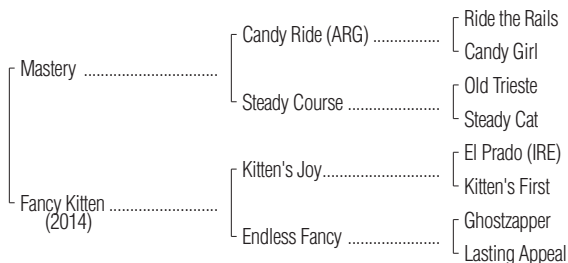 Ride the Rails
Candy Ride (ARG) ................
Candy Girl
Mastery ................................
Old Trieste
Steady Course ......................
Steady Cat
El Prado (IRE)
Kitten's Joy............................
Kitten's First
Fancy Kitten ..........................
(2014)
Ghostzapper
Endless Fancy ......................
Lasting Appeal